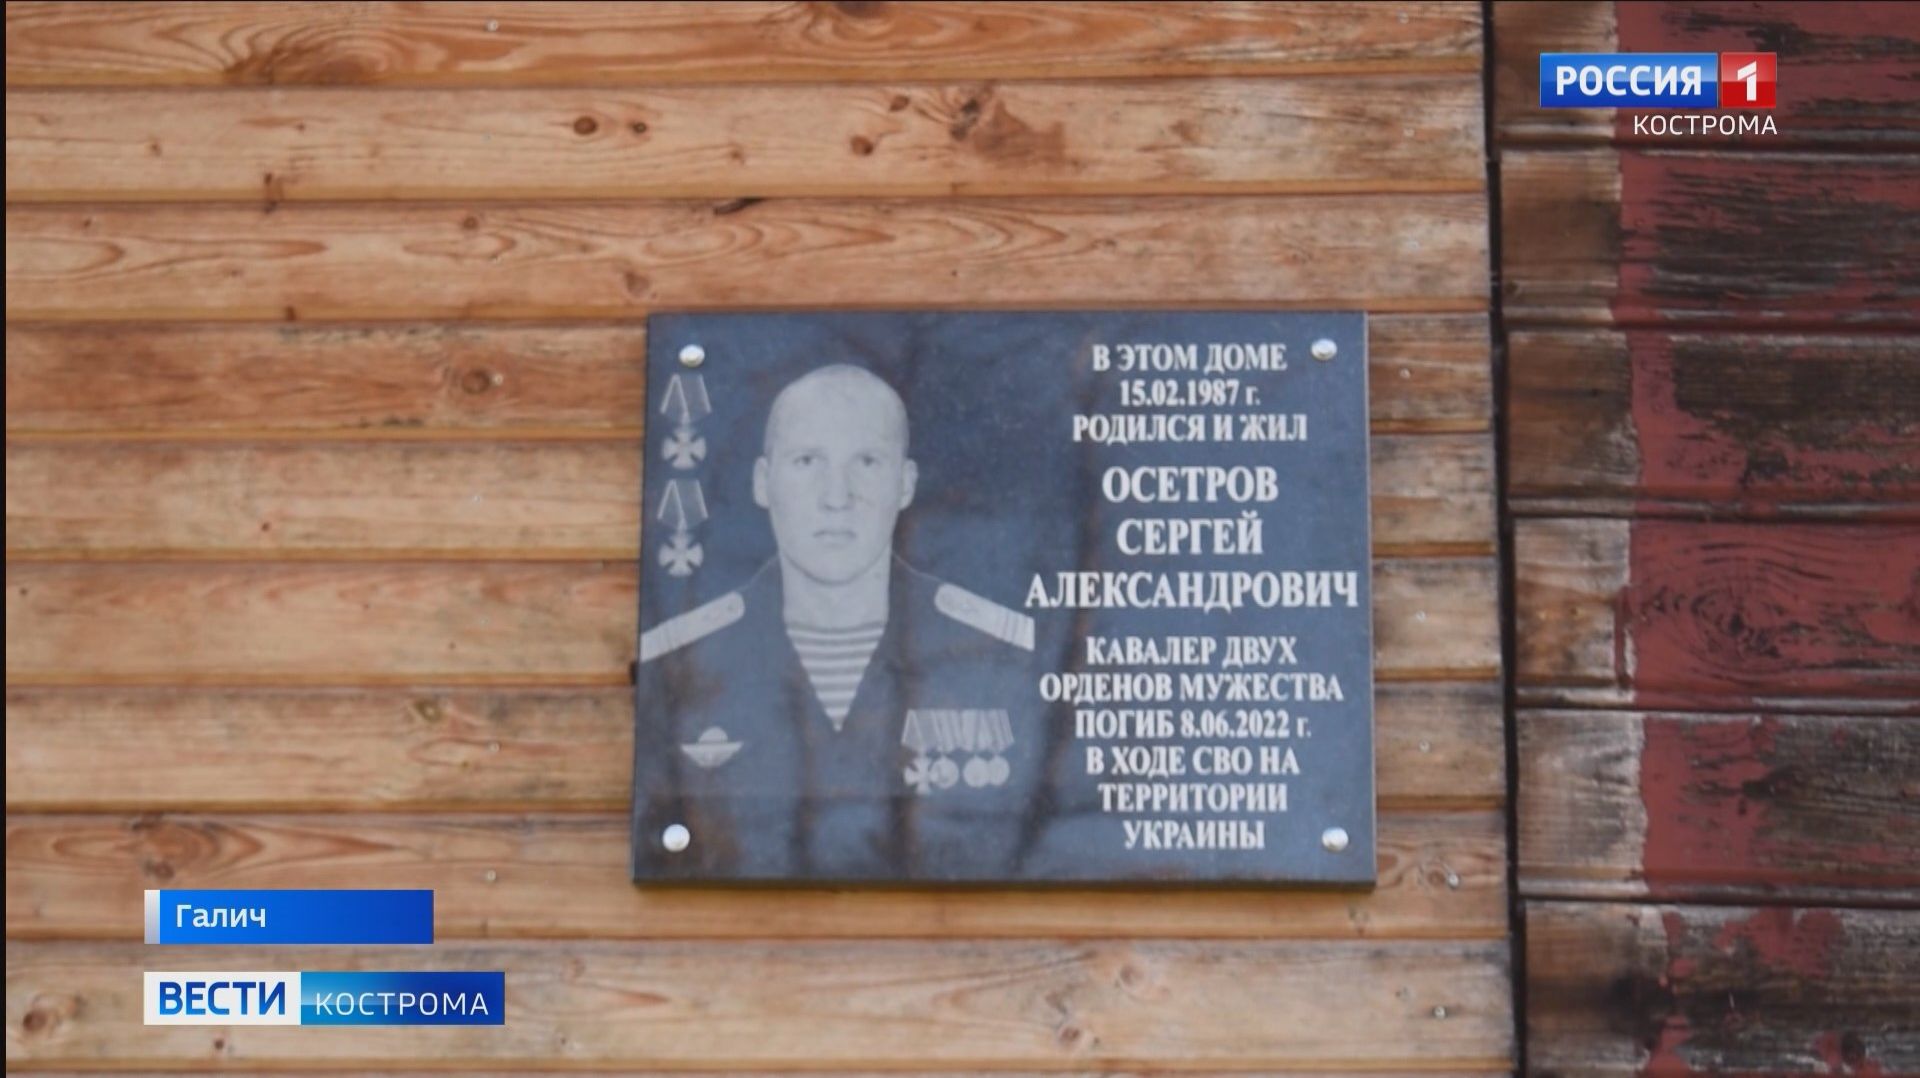 РОССИЯ 1
КОСТРОМА
В ЭТОМ ДОМЕ
15.02.1987 г.
РОДИЛСЯ И ЖИЛ
ОСЕТРОВ
СЕРГЕЙ
АЛЕКСАНДРОВИЧ
КАВАЛЕР ДВУХ
ОРДЕНОВ МУЖЕСТВА
ПОГИБ 8.06.2022 г.
В ХОДЕ СВО НА
ТЕРРИТОРИИ
УКРАИНЫ
Галич
ВЕСТИ КОСТРОМА